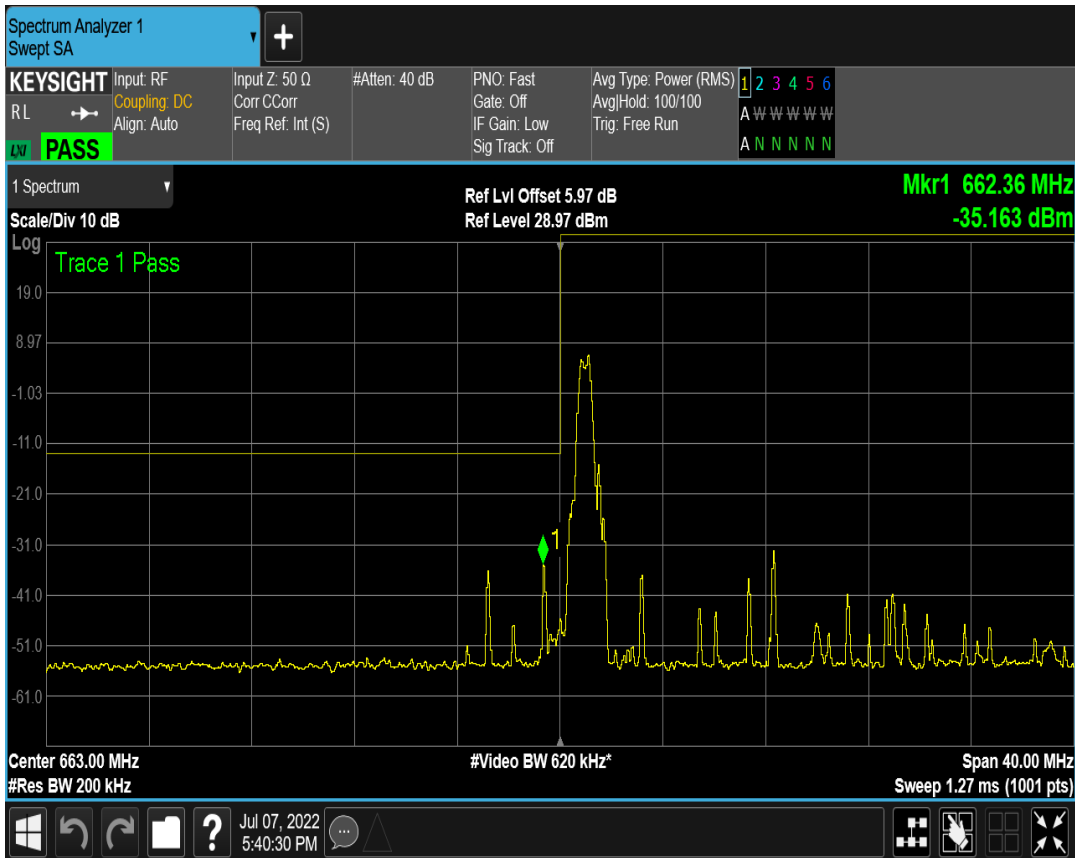 Spectrum Analyzer 1
Swept SA
+
KEYSIGHT
RL
LXI PASS
Input: RF
Coupling: DC
Align: Auto
Input Z: 50 Ω
Corr CCorr
Freq Ref: Int (S)
#Atten: 40 dB
PNO: Fast
Gate: Off
IF Gain: Low
Sig Track: Off
Avg Type: Power (RMS)
Avg|Hold: 100/100
Trig: Free Run
1 2 3 4 5 6
A W W W W W
A N N N N N
1 Spectrum
Scale/Div 10 dB
Ref Lvl Offset 5.97 dB
Ref Level 28.97 dBm
Mkr1 662.36 MHz
-35.163 dBm
Log
Trace 1 Pass
19.0
8.97
-1.03
-11.0
-21.0
-31.0
-41.0
-51.0
-61.0
1
Center 663.00 MHz
#Video BW 620 kHz*
Span 40.00 MHz
#Res BW 200 kHz
Sweep 1.27 ms (1001 pts)
?
Jul 07, 2022
5:40:30 PM